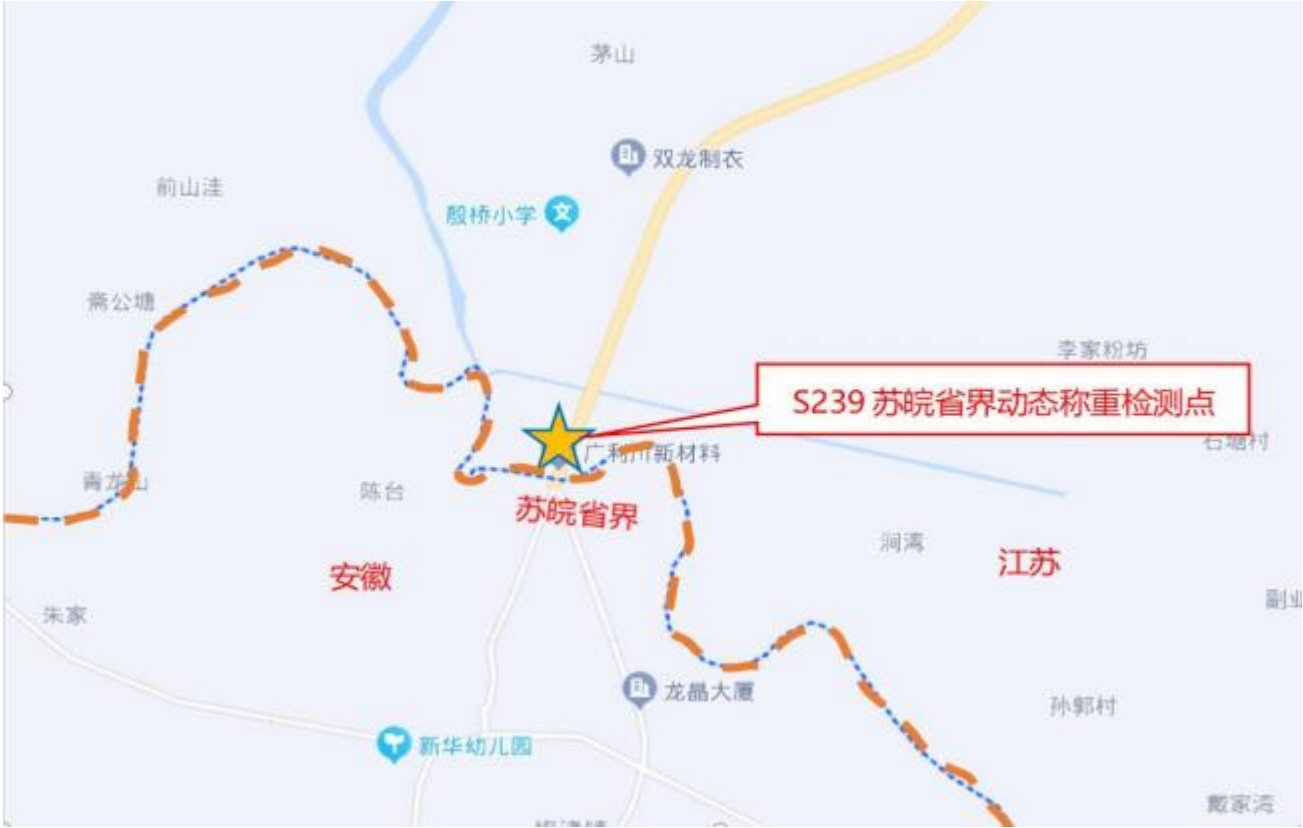 茅山
双龙制衣
前山洼
殷桥小学
斋公塘
李家粉坊
S239 苏皖省界动态称重检测点
石塘村
广利川新材料
青龙山
陈台
苏皖省界
涧湾
江苏
安徽
副业
朱家
龙晶大厦
孙郭村
新华幼儿园
戴家湾